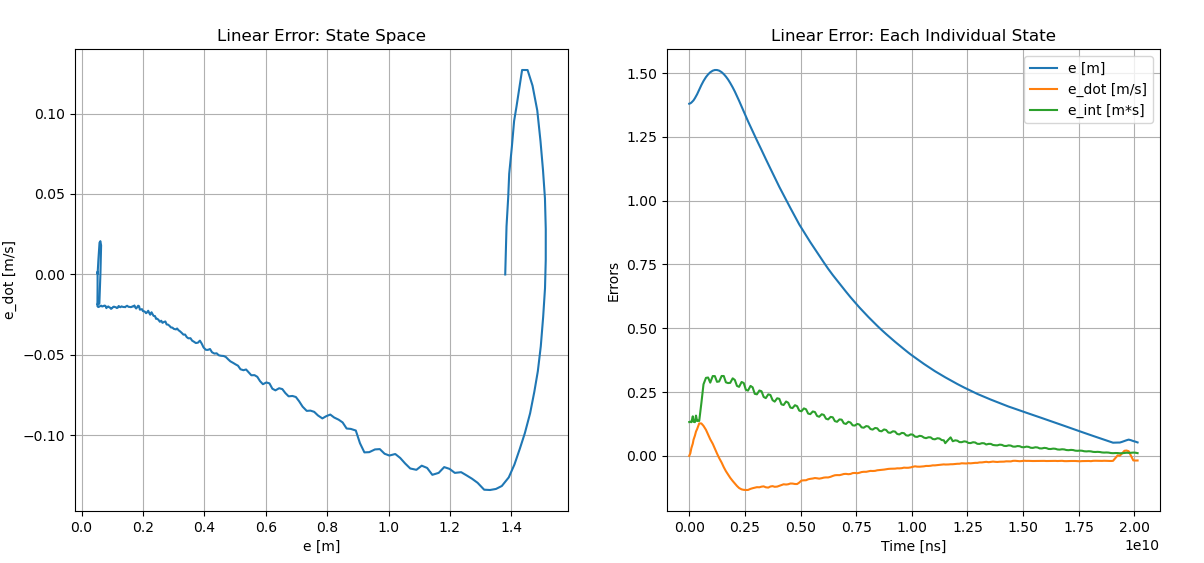 Linear Error: State Space
e_dot [m/s]
0.10
0.05
0.00
−0.05
−0.10
0.0 0.2 0.4 0.6 0.8 1.0 1.2 1.4
e [m]
Linear Error: Each Individual State
e [m]
e_dot [m/s]
e_int [m*s]
Errors
1.50
1.25
1.00
0.75
0.50
0.25
0.00
0.00 0.25 0.50 0.75 1.00 1.25 1.50 1.75 2.00
1e10
Time [ns]